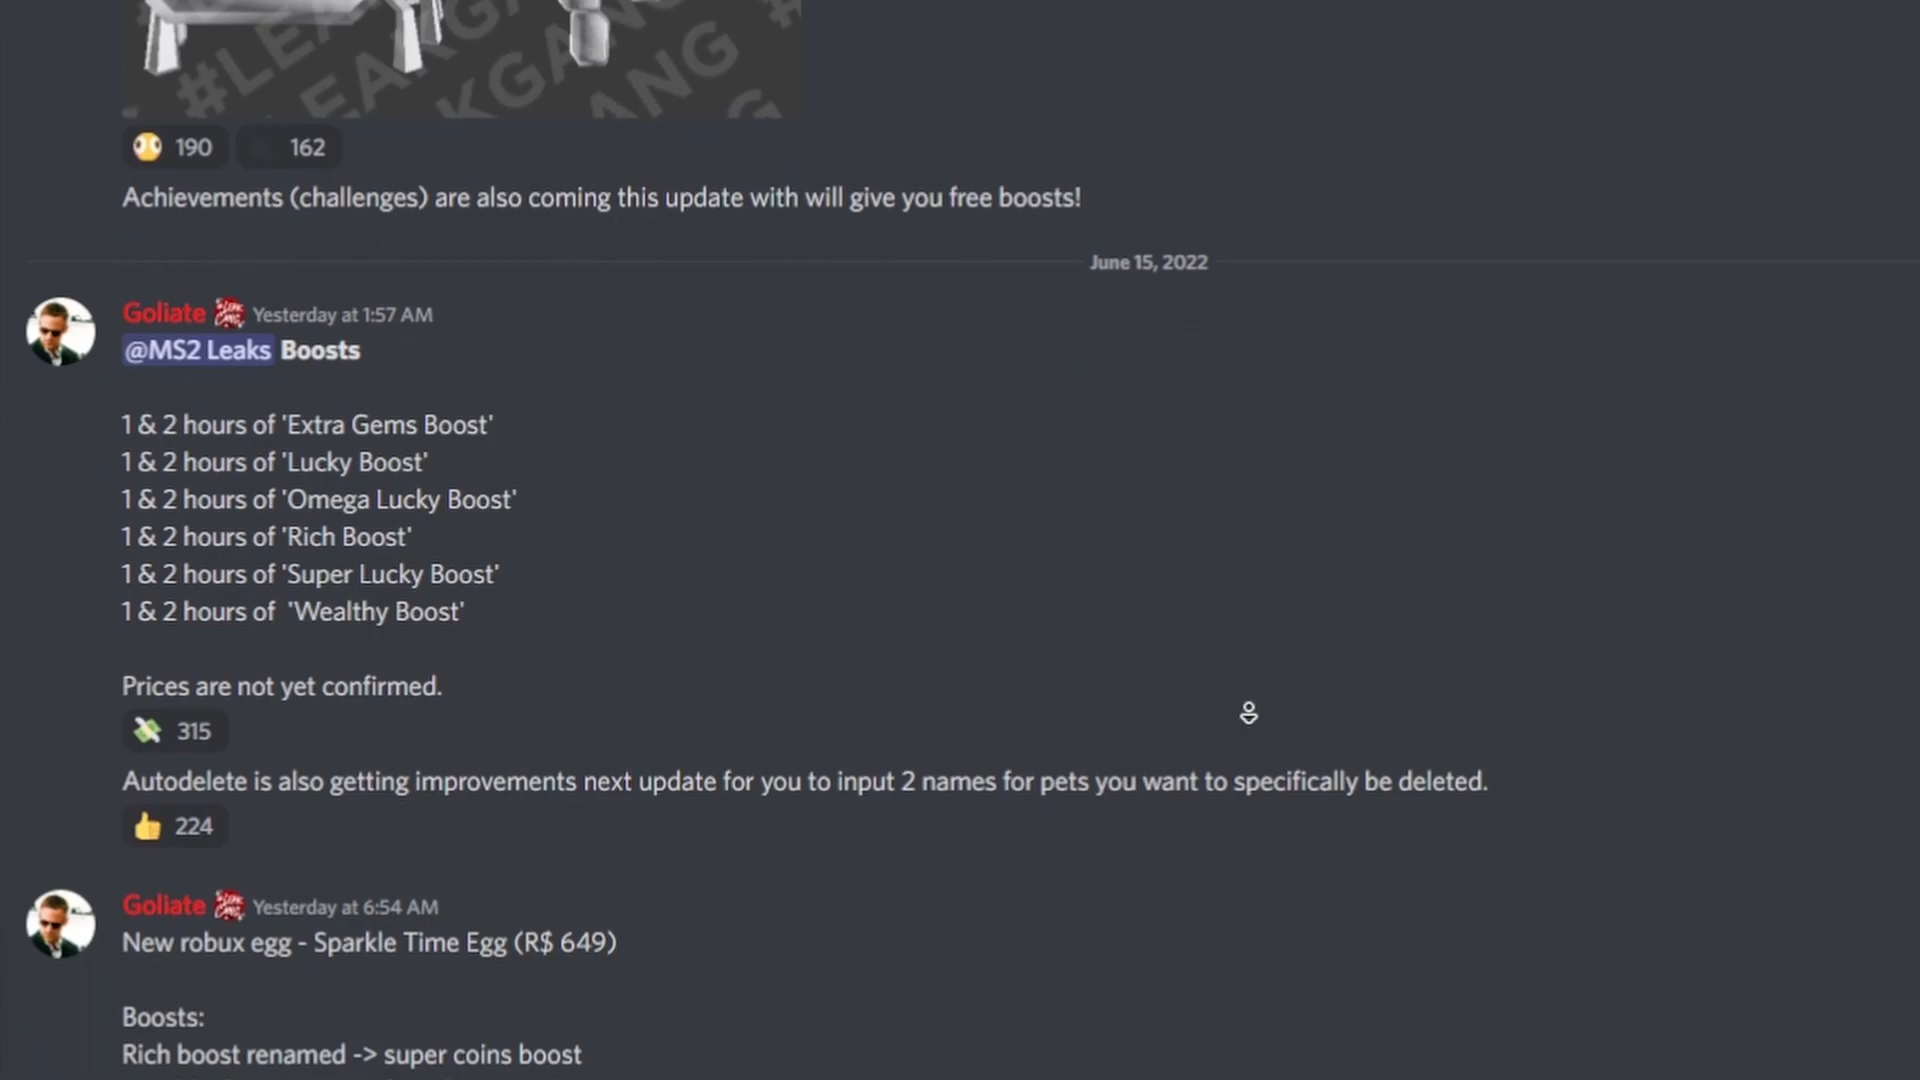 #LEA
LEAKGA
KGANG
ANG
G
#
190 162
Achievements (challenges) are also coming this update with will give you free boosts!
June 15, 2022
Goliate Yesterday at 1:57 AM
@MS2 Leaks Boosts
1 & 2 hours of 'Extra Gems Boost'
1 & 2 hours of 'Lucky Boost'
1 & 2 hours of 'Omega Lucky Boost'
1 & 2 hours of 'Rich Boost'
1 & 2 hours of 'Super Lucky Boost'
1 & 2 hours of  'Wealthy Boost'
Prices are not yet confirmed.
315
Autodelete is also getting improvements next update for you to input 2 names for pets you want to specifically be deleted.
224
Goliate Yesterday at 6:54 AM
New robux egg - Sparkle Time Egg (R$ 649)
Boosts:
Rich boost renamed -> super coins boost